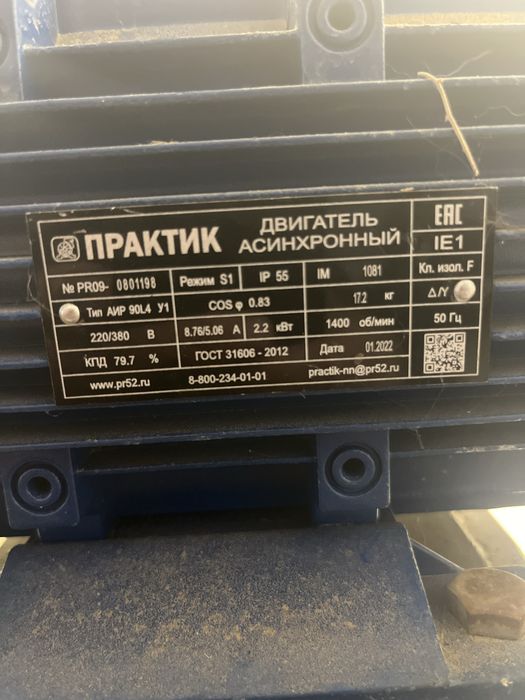 ПРАКТИК
ДВИГАТЕЛЬ
АСИНХРОННЫЙ
ЕАС
IE1
№ PR09- 0801198 Режим S1 IP 55 IM 1081 Кл. изол. F
Тип АИР 90L4 У1 COS φ 0.83 17.2 кг Δ/Y
220/380 В 8.76/5.06 А 2.2 кВт 1400 об/мин 50 Гц
КПД 79.7 % ГОСТ 31606 - 2012 Дата 01.2022
www.pr52.ru 8-800-234-01-01 practik-nn@pr52.ru